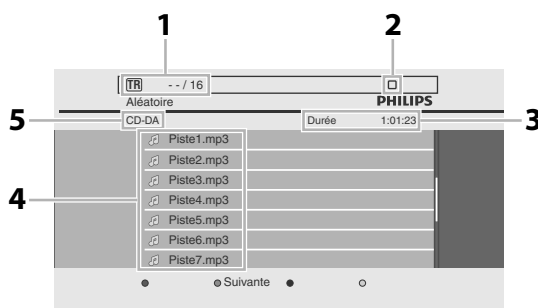 1 2
TR - - / 16
Aléatoire PHILIPS
5 CD-DA Durée 1:01:23 3
Piste1.mp3
Piste2.mp3
Piste3.mp3
4 Piste4.mp3
Piste5.mp3
Piste6.mp3
Piste7.mp3
Suivante